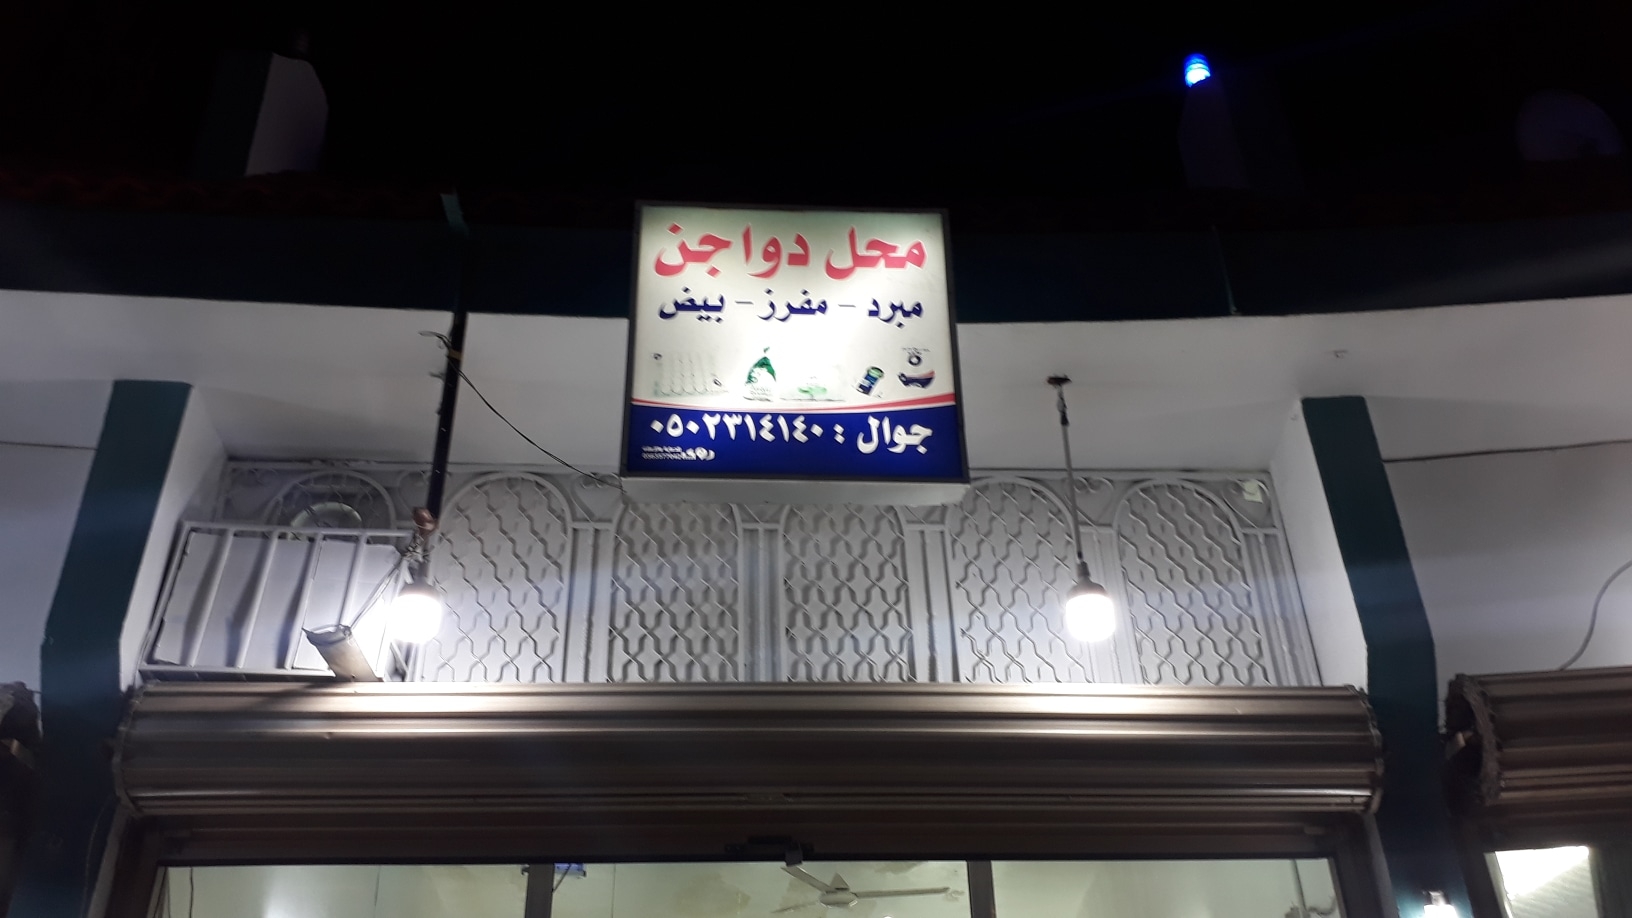 محل دواجن
مبرد - مفرز - بيض
جوال : ٠٥٠٢٣١٤١٤٠